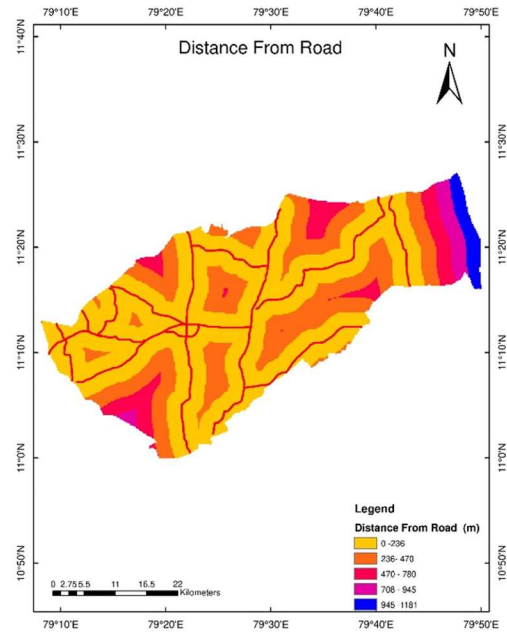 79°10'E 79°20'E 79°30'E 79°40'E 79°50'E
Distance From Road
N
11°40'N 11°40'N
11°30'N 11°30'N
11°20'N 11°20'N
11°10'N 11°10'N
11°0'N 11°0'N
10°50'N 10°50'N
Legend
Distance From Road (m)
0 -236
236- 470
470 - 780
708 - 945
945 1181
0 2.75 5.5 11 16.5 22
Kilometers
79°10'E 79°20'E 79°30'E 79°40'E 79°50'E